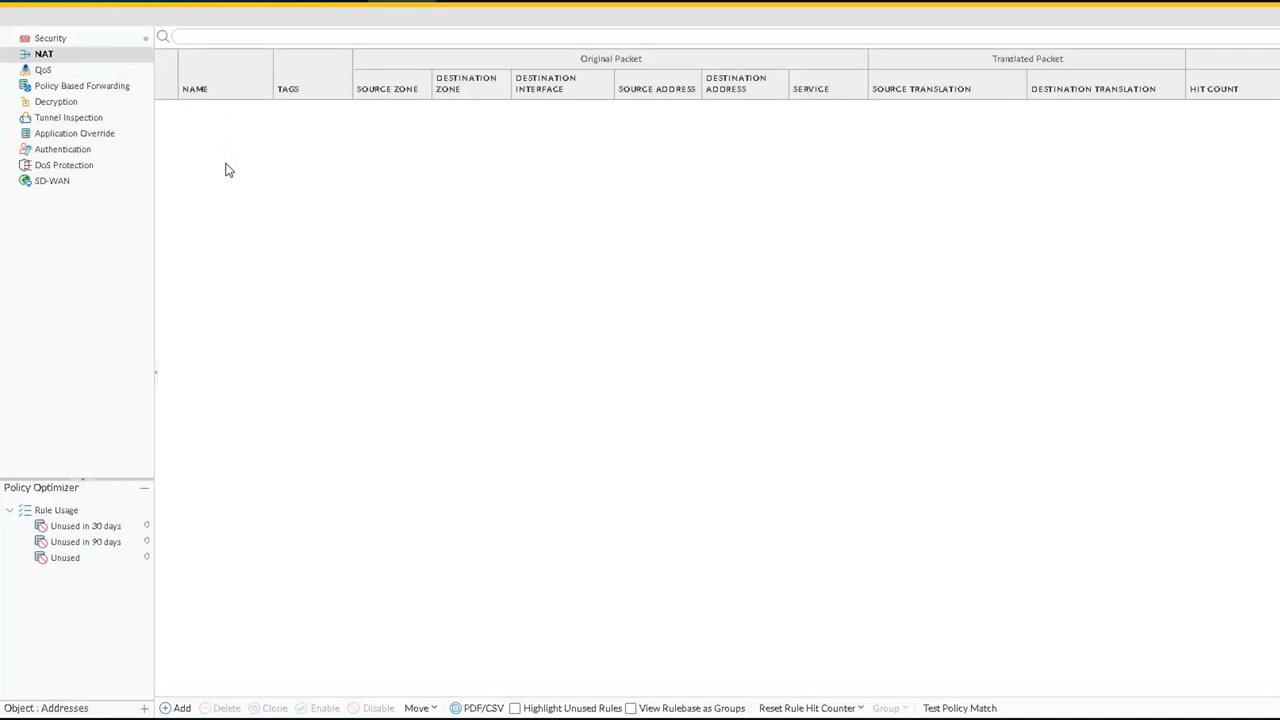 Security
NAT
QoS
Policy Based Forwarding
Decryption
Tunnel Inspection
Application Override
Authentication
DoS Protection
SD-WAN
Original Packet
Translated Packet
NAME
TAGS
SOURCE ZONE
DESTINATION ZONE
DESTINATION INTERFACE
SOURCE ADDRESS
DESTINATION ADDRESS
SERVICE
SOURCE TRANSLATION
DESTINATION TRANSLATION
HIT COUNT
Policy Optimizer
Rule Usage
Unused in 30 days 0
Unused in 90 days 0
Unused 0
Object : Addresses
Add Delete Clone Enable Disable Move PDF/CSV Highlight Unused Rules View Rulebase as Groups Reset Rule Hit Counter Group Test Policy Match